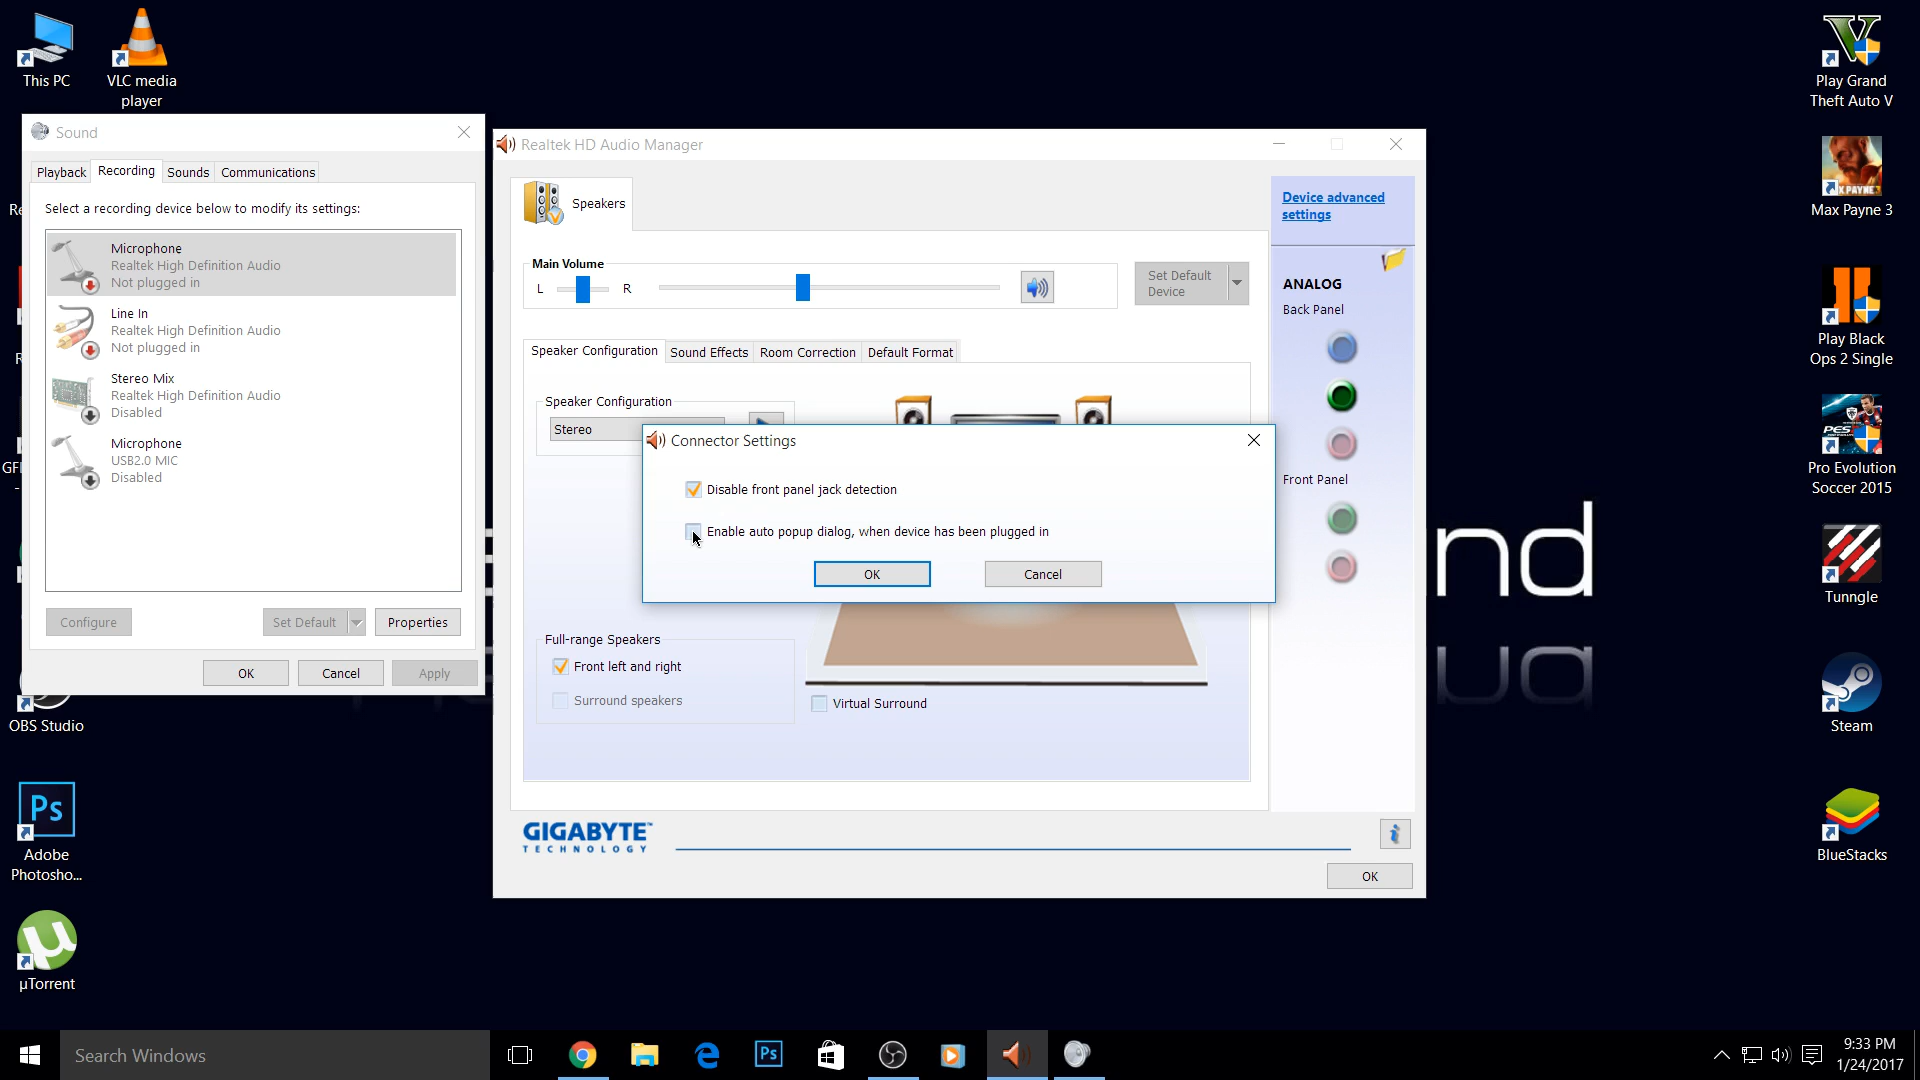 This PC
VLC media
player
Sound
Playback
Recording
Sounds
Communications
Select a recording device below to modify its settings:
Microphone
Realtek High Definition Audio
Not plugged in
Line In
Realtek High Definition Audio
Not plugged in
Stereo Mix
Realtek High Definition Audio
Disabled
Microphone
USB2.0 MIC
Disabled
Configure
Set Default
Properties
OK
Cancel
Apply
OBS Studio
Ps
Adobe
Photosho...
µTorrent
Realtek HD Audio Manager
Speakers
Main Volume
L
R
Set Default
Device
Speaker Configuration
Sound Effects
Room Correction
Default Format
Speaker Configuration
Stereo
Connector Settings
Disable front panel jack detection
Enable auto popup dialog, when device has been plugged in
OK
Cancel
Full-range Speakers
Front left and right
Surround speakers
Virtual Surround
GIGABYTE™
TECHNOLOGY
OK
Device advanced
settings
ANALOG
Back Panel
Front Panel
nd
Play Grand
Theft Auto V
Max Payne 3
Play Black
Ops 2 Single
PES
Pro Evolution
Soccer 2015
Tunngle
Steam
BlueStacks
Search Windows
Ps
9:33 PM
1/24/2017